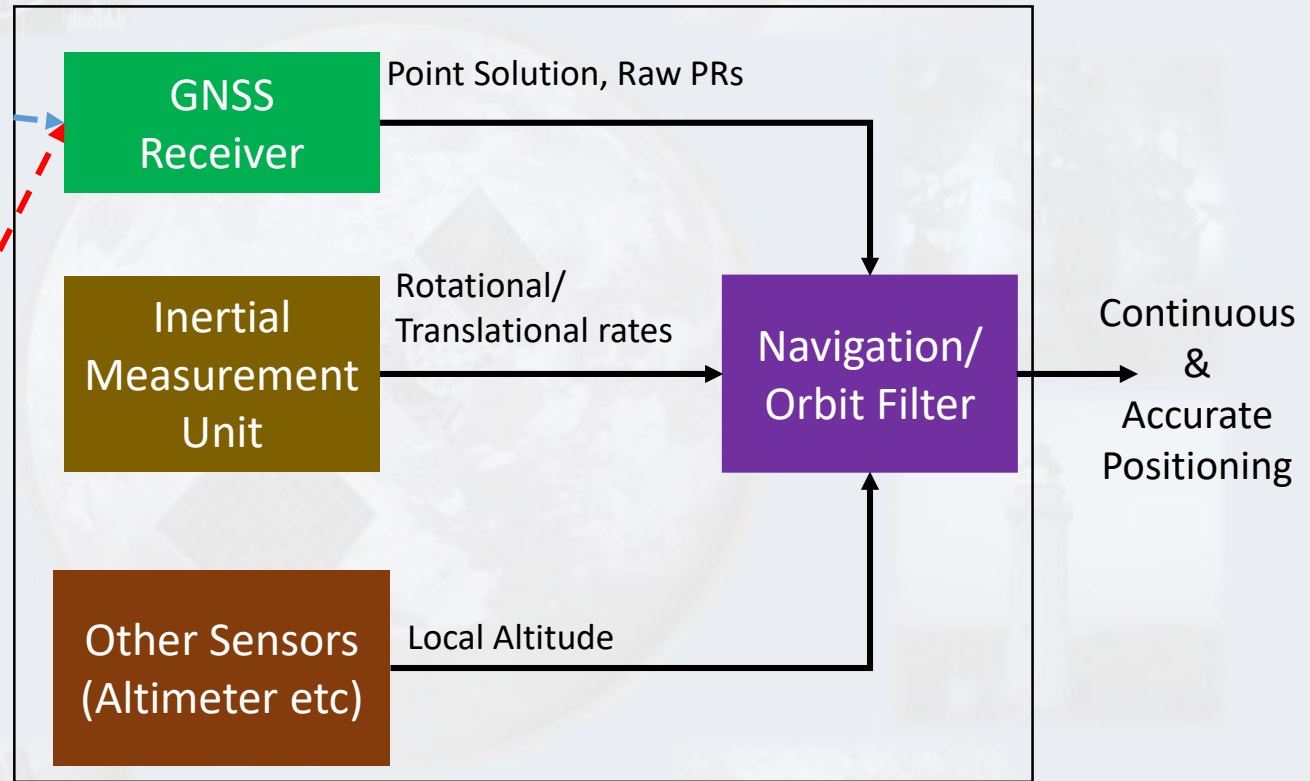 GNSS
Receiver
Point Solution, Raw PRs
Inertial
Measurement
Unit
Rotational/
Translational rates
Navigation/
Orbit Filter
Continuous
&
Accurate
Positioning
Other Sensors
(Altimeter etc)
Local Altitude